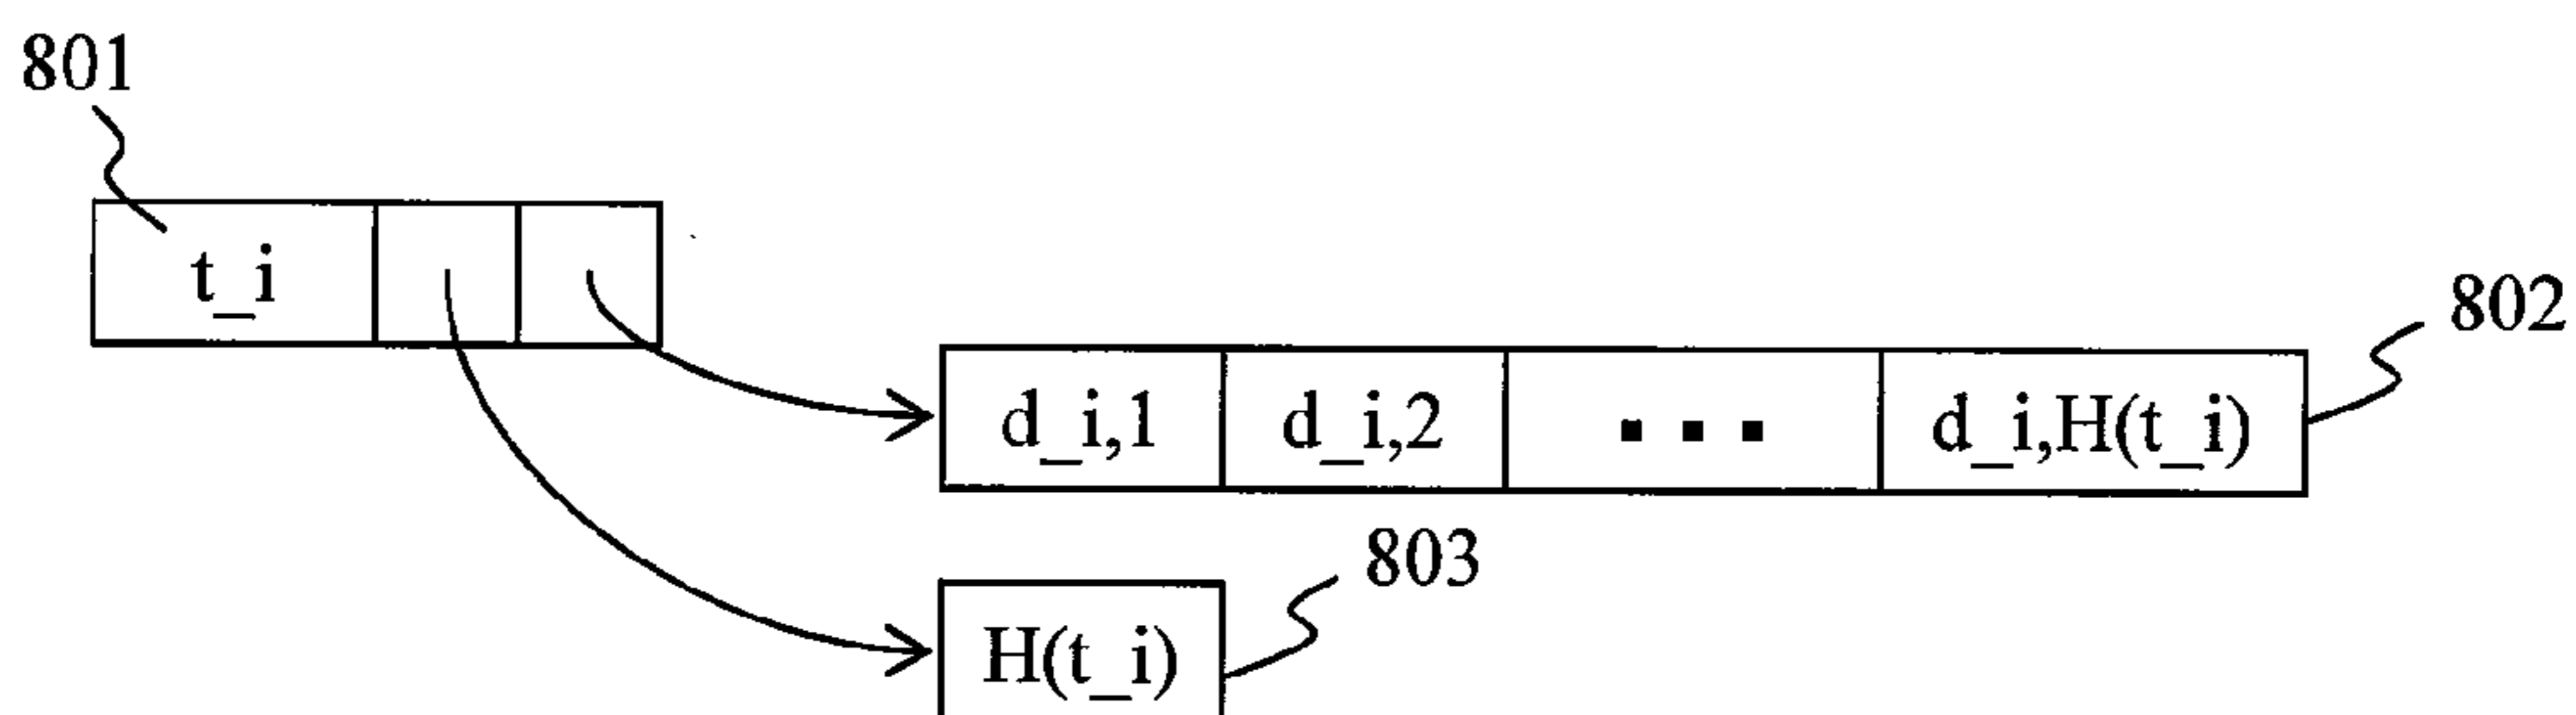 801
t_i
802
d_i,1 d_i,2 ... d_i,H(t_i)
803
H(t_i)